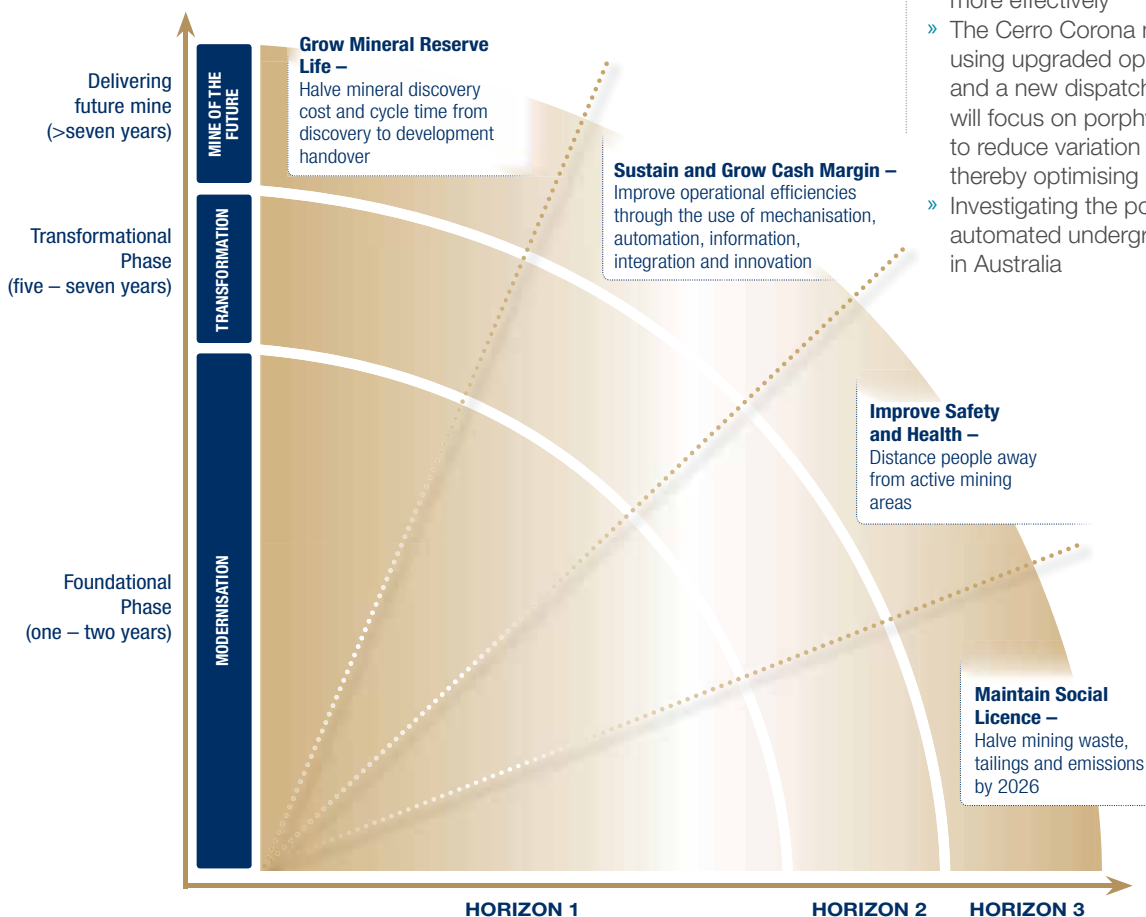 more effectively
» The Cerro Corona
using upgraded
and a new dispatch
will focus on
to reduce variation
thereby optimising
» Investigating the
automated
in Australia
Delivering
future mine
(>seven years)
MINE OF THE
FUTURE
Grow Mineral Reserve
Life –
Halve mineral discovery
cost and cycle time from
discovery to development
handover
Sustain and Grow Cash Margin –
Improve operational efficiencies
through the use of mechanisation,
automation, information,
integration and innovation
Transformational
Phase
(five – seven years)
TRANSFORMATION
Improve Safety
and Health –
Distance people away
from active mining
areas
Foundational
Phase
(one – two years)
MODERNISATION
Maintain Social
Licence –
Halve mining waste,
tailings and emissions
by 2026
HORIZON 1
HORIZON 2
HORIZON 3